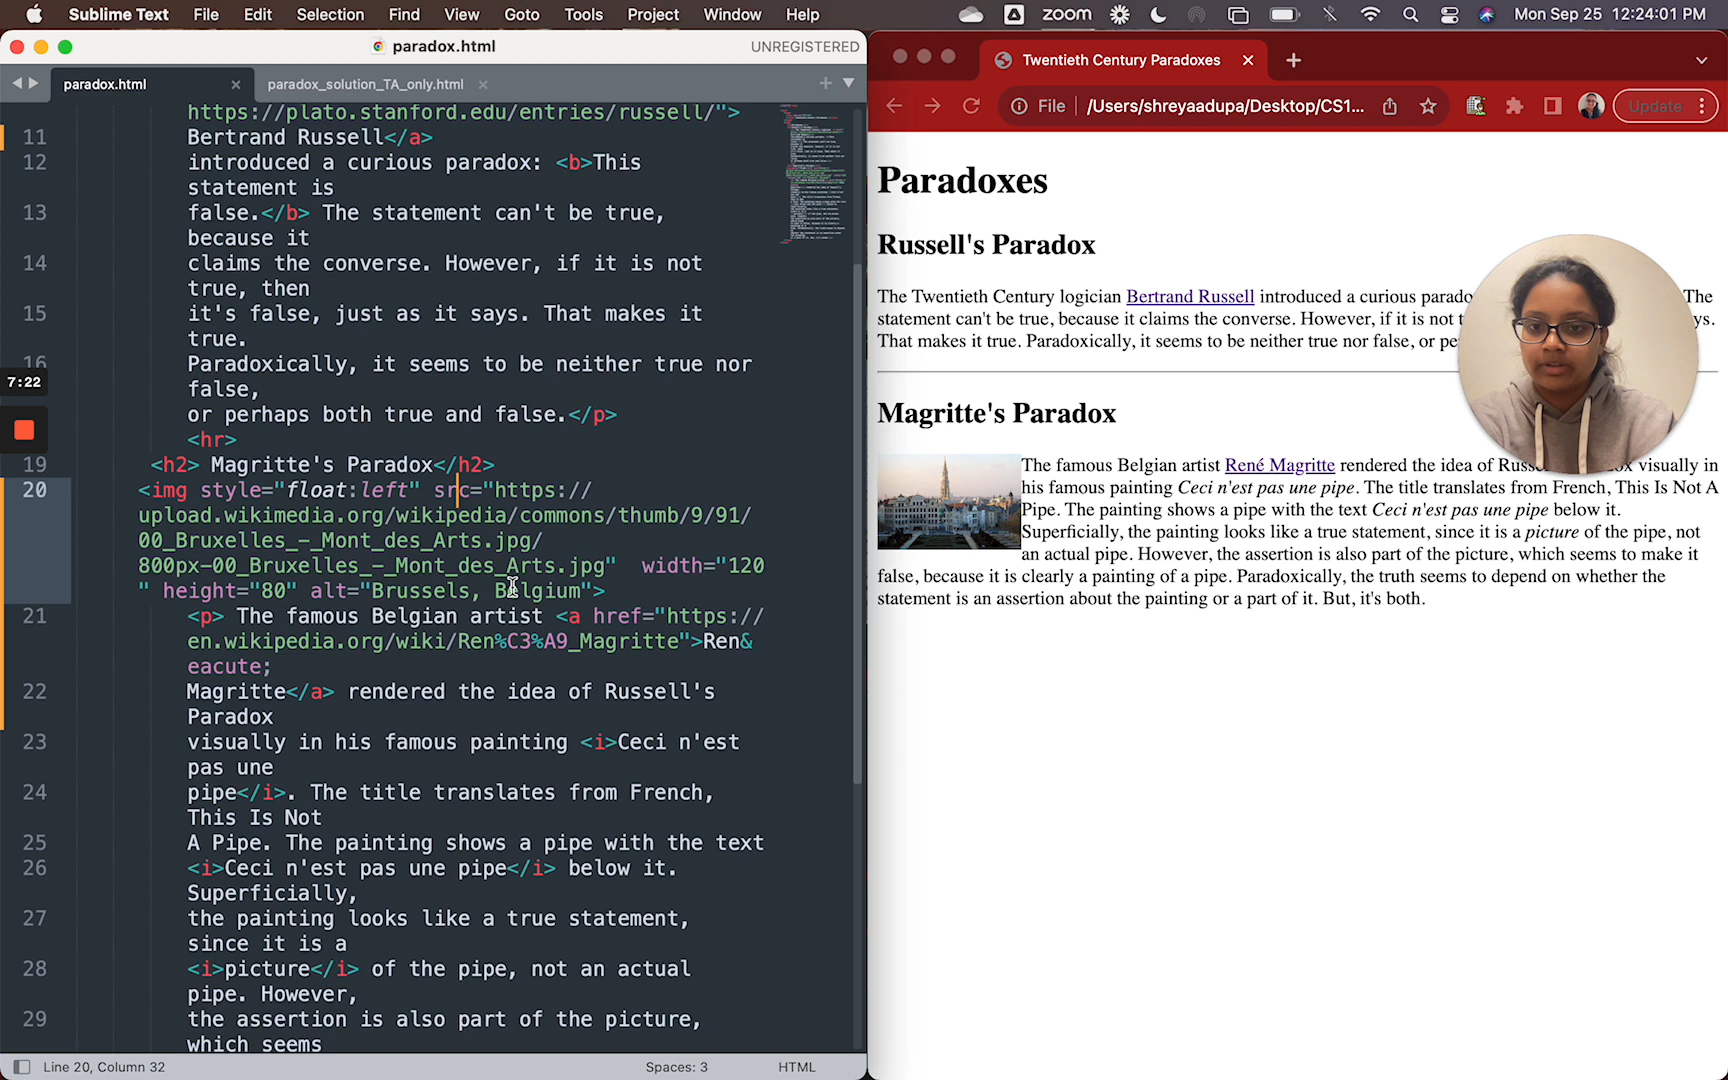 Sublime Text File Edit Selection Find View Goto Tools Project Window Help
zoom
Mon Sep 25 12:24:01 PM
paradox.html
UNREGISTERED
paradox.html
paradox_solution_TA_only.html
https://plato.stanford.edu/entries/russell/">
11 Bertrand Russell</a>
12 introduced a curious paradox: <b>This
statement is
13 false.</b> The statement can't be true,
because it
14 claims the converse. However, if it is not
true, then
15 it's false, just as it says. That makes it
true.
16 Paradoxically, it seems to be neither true nor
false,
or perhaps both true and false.</p>
<hr>
19 <h2> Magritte's Paradox</h2>
20 <img style="float:left" src="https://
upload.wikimedia.org/wikipedia/commons/thumb/9/91/
00_Bruxelles_-_Mont_des_Arts.jpg/
800px-00_Bruxelles_-_Mont_des_Arts.jpg"  width="120
" height="80" alt="Brussels, Belgium">
21 <p> The famous Belgian artist <a href="https://
en.wikipedia.org/wiki/Ren%C3%A9_Magritte">Ren&
eacute;
22 Magritte</a> rendered the idea of Russell's
Paradox
23 visually in his famous painting <i>Ceci n'est
pas une
24 pipe</i>. The title translates from French,
This Is Not
25 A Pipe. The painting shows a pipe with the text
26 <i>Ceci n'est pas une pipe</i> below it.
Superficially,
27 the painting looks like a true statement,
since it is a
28 <i>picture</i> of the pipe, not an actual
pipe. However,
29 the assertion is also part of the picture,
which seems
7:22
Line 20, Column 32
Spaces: 3
HTML
Twentieth Century Paradoxes
File /Users/shreyaadupa/Desktop/CS1...
Update
Paradoxes
Russell's Paradox
The Twentieth Century logician Bertrand Russell introduced a curious The
statement can't be true, because it claims the converse. However, if it is not
That makes it true. Paradoxically, it seems to be neither true nor false, or
Magritte's Paradox
The famous Belgian artist René Magritte rendered the idea of visually in
his famous painting Ceci n'est pas une pipe. The title translates from French, This Is Not A
Pipe. The painting shows a pipe with the text Ceci n'est pas une pipe below it.
Superficially, the painting looks like a true statement, since it is a picture of the pipe, not
an actual pipe. However, the assertion is also part of the picture, which seems to make it
false, because it is clearly a painting of a pipe. Paradoxically, the truth seems to depend on whether the
statement is an assertion about the painting or a part of it. But, it's both.